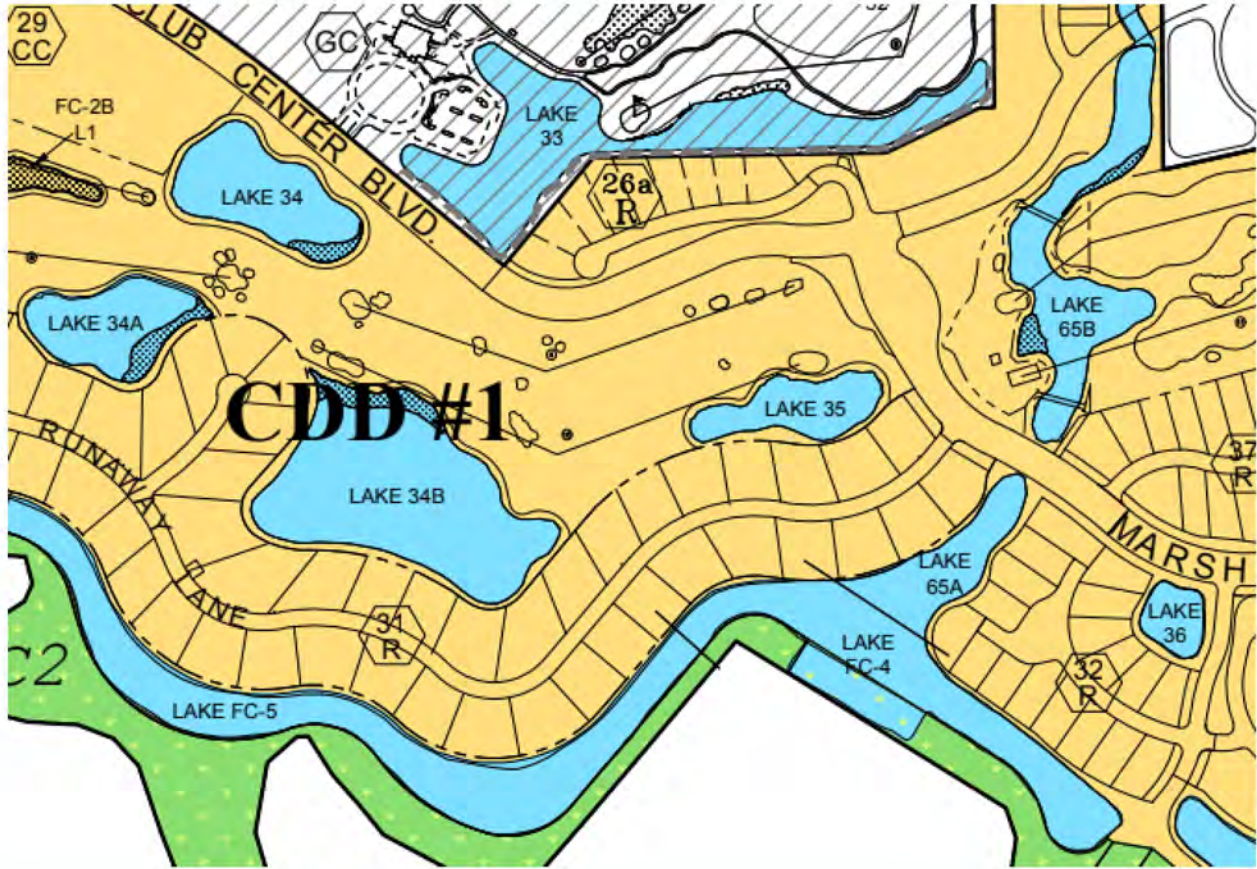 29
CC
CLUB CENTER BLVD.
GC
FC-2B
L1
LAKE
33
LAKE 34
26a
R
LAKE 34A
LAKE
65B
CDD #1
LAKE 35
RUNAWAY LANE
37
R
LAKE 34B
MARSH
LAKE
65A
LAKE
36
31
R
LAKE
FC-4
C2
32
R
LAKE FC-5